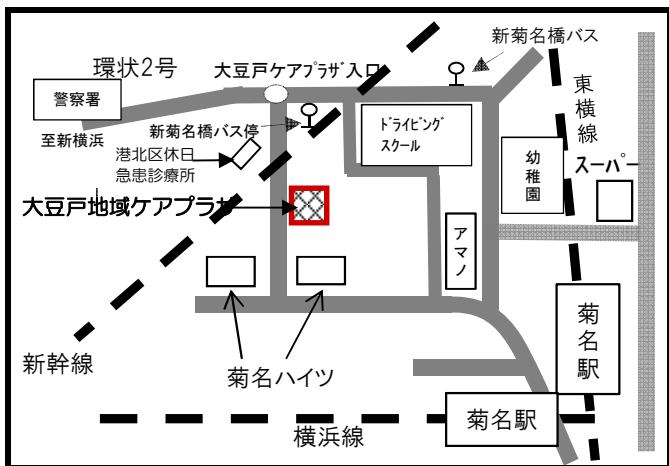 新菊名橋バス
環状2号
大豆戸ケアプラザ入口
警察署
至新横浜
新菊名橋バス停
港北区休日
急患診療所
ドライビング
スクール
東横線
幼稚園
スーパー
大豆戸地域ケアプラザ
アマノ
新幹線
菊名ハイツ
菊名駅
菊名駅
横浜線